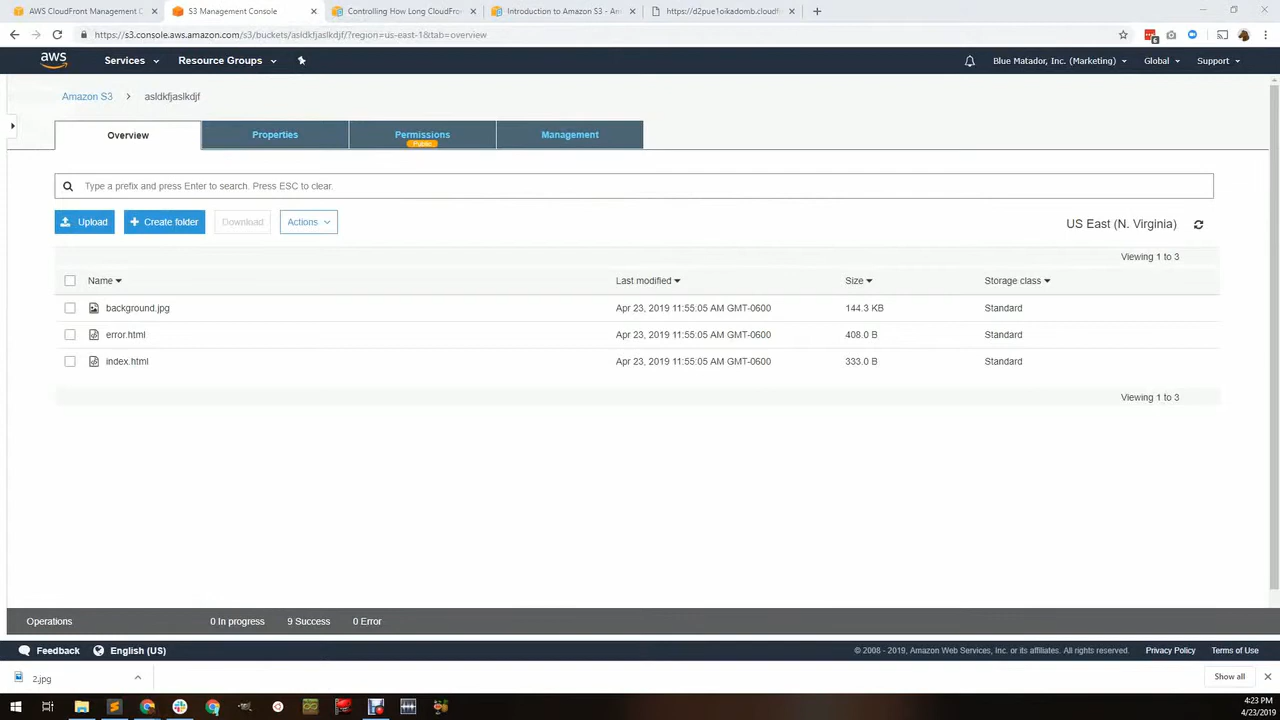 AWS CloudFront Management C
S3 Management Console
Controlling How Long CloudFro
Introduction to Amazon S3 - Am
https://d2pue1oikadomb.cloudf
https://s3.console.aws.amazon.com/s3/buckets/asldkfjaslkdjf/?region=us-east-1&tab=overview
aws
Services
Resource Groups
Blue Matador, Inc. (Marketing)
Global
Support
Amazon S3
asldkfjaslkdjf
Overview
Properties
Permissions
Public
Management
Type a prefix and press Enter to search. Press ESC to clear.
Upload
Create folder
Download
Actions
US East (N. Virginia)
Viewing 1 to 3
Name
Last modified
Size
Storage class
background.jpg
Apr 23, 2019 11:55:05 AM GMT-0600
144.3 KB
Standard
error.html
Apr 23, 2019 11:55:05 AM GMT-0600
408.0 B
Standard
index.html
Apr 23, 2019 11:55:05 AM GMT-0600
333.0 B
Standard
Viewing 1 to 3
Operations
0 In progress
9 Success
0 Error
Feedback
English (US)
© 2008 - 2019, Amazon Web Services, Inc. or its affiliates. All rights reserved.
Privacy Policy
Terms of Use
2.jpg
Show all
4:23 PM
4/23/2019